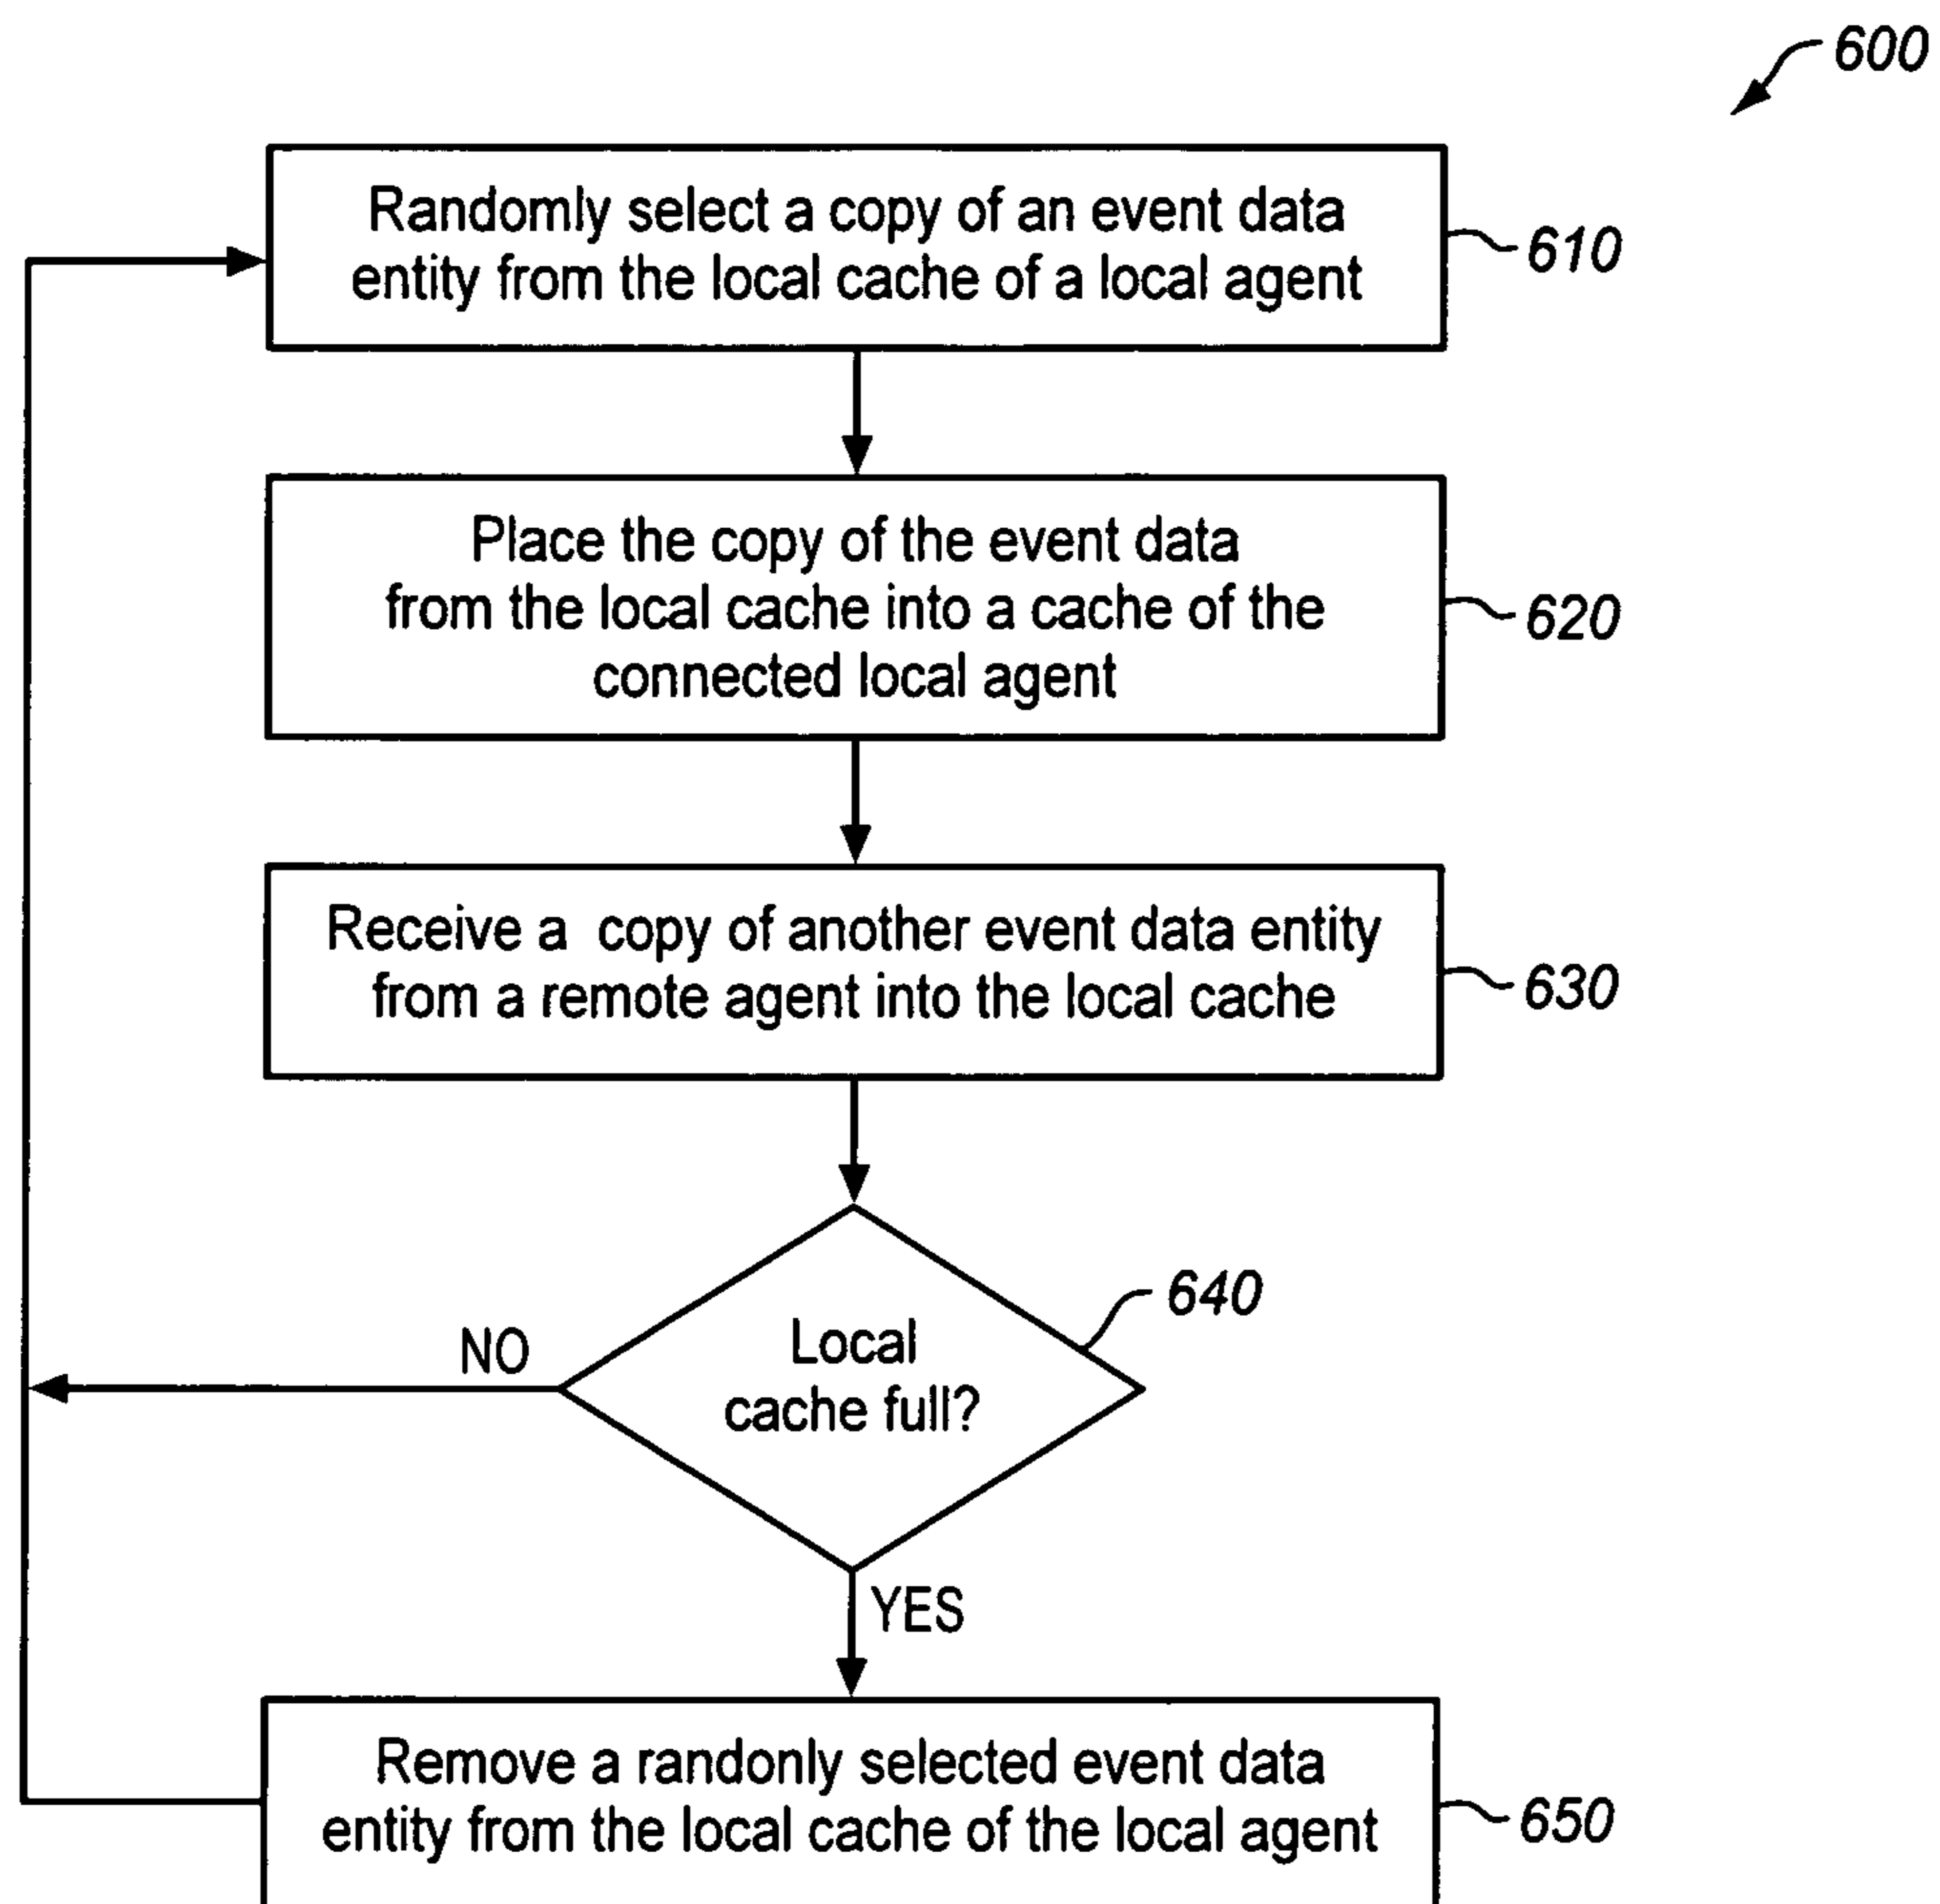 600
Randomly select a copy of an event data
entity from the local cache of a local agent
610
Place the copy of the event data
from the local cache into a cache of the
connected local agent
620
Receive a copy of another event data entity
from a remote agent into the local cache
630
640
Local
cache full?
NO
YES
Remove a randonly selected event data
entity from the local cache of the local agent
650